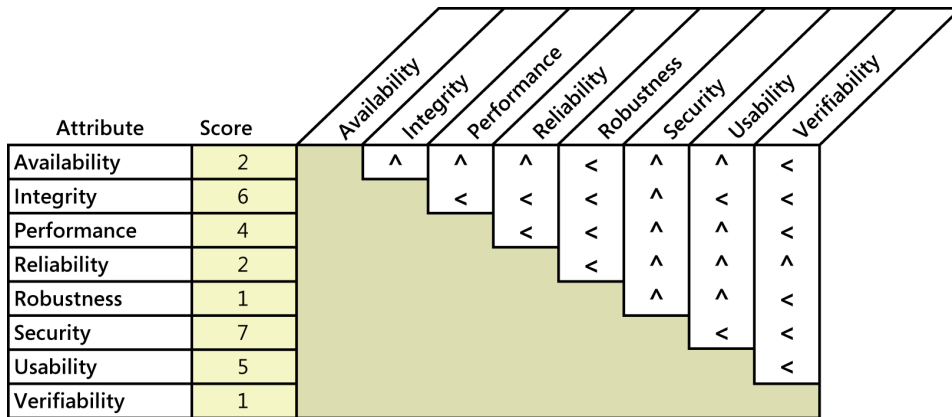 Availability
Integrity
Performance
Reliability
Robustness
Security
Usability
Verifiability
Attribute Score
Availability 2 ^ ^ ^ < ^ ^ <
Integrity 6 < < < ^ < <
Performance 4 < < ^ ^ <
Reliability 2 < ^ ^ ^
Robustness 1 ^ ^ <
Security 7 < <
Usability 5 <
Verifiability 1